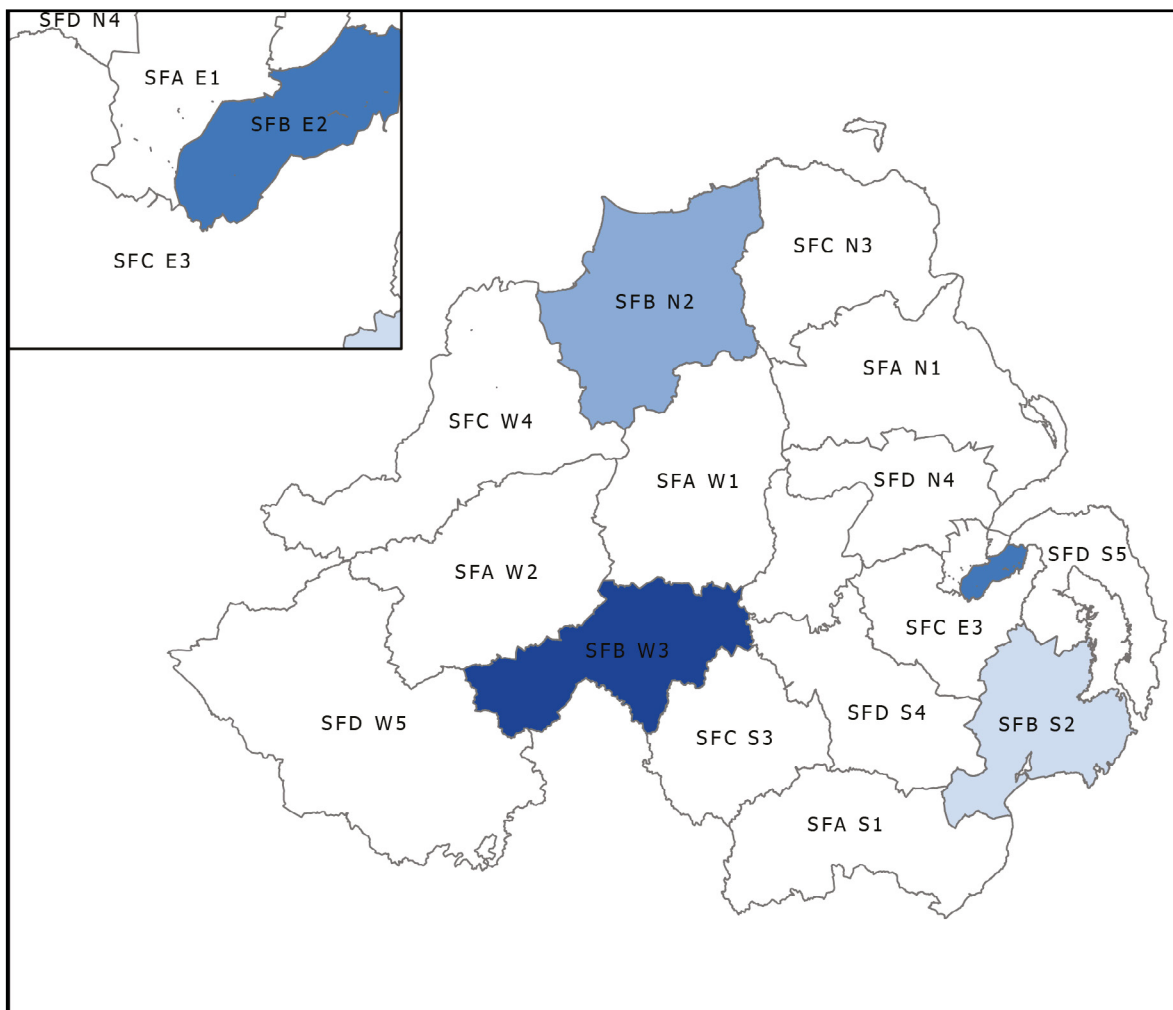 SFD N4
SFA E1
SFB E2
SFC E3
SFC N3
SFB N2
SFA N1
SFC W4
SFA W1
SFD N4
SFD S5
SFA W2
SFC E3
SFB W3
SFD W5
SFC S3
SFD S4
SFB S2
SFA S1